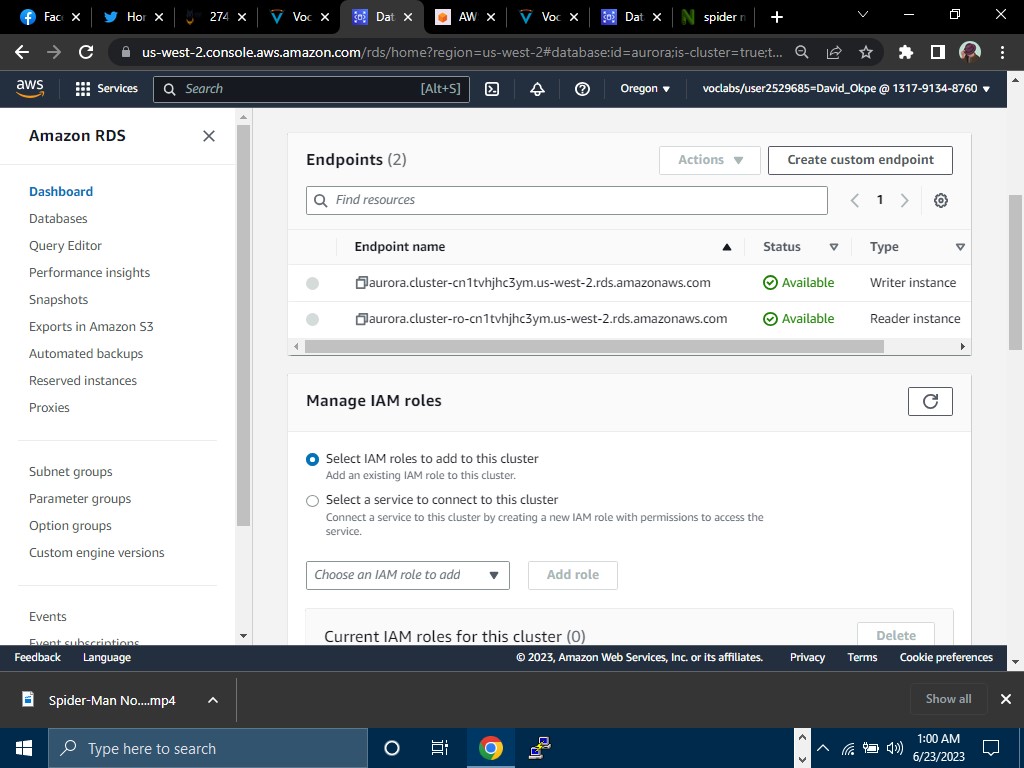 Fac
Hor
274
Voc
Dat
AW
Voc
Dat
spider n
us-west-2.console.aws.amazon.com/rds/home?region=us-west-2#database:id=aurora;is-cluster=true;t...
aws
Services
Search
[Alt+S]
Oregon
voclabs/user2529685=David_Okpe @ 1317-9134-8760
Amazon RDS
Dashboard
Databases
Query Editor
Performance insights
Snapshots
Exports in Amazon S3
Automated backups
Reserved instances
Proxies
Subnet groups
Parameter groups
Option groups
Custom engine versions
Events
Event subscriptions
Endpoints (2)
Actions
Create custom endpoint
Find resources
1
Endpoint name Status Type
aurora.cluster-cn1tvhjhc3ym.us-west-2.rds.amazonaws.com Available Writer instance
aurora.cluster-ro-cn1tvhjhc3ym.us-west-2.rds.amazonaws.com Available Reader instance
Manage IAM roles
Select IAM roles to add to this cluster
Add an existing IAM role to this cluster.
Select a service to connect to this cluster
Connect a service to this cluster by creating a new IAM role with permissions to access the
service.
Choose an IAM role to add
Add role
Current IAM roles for this cluster (0)
Delete
Feedback Language
© 2023, Amazon Web Services, Inc. or its affiliates. Privacy Terms Cookie preferences
Spider-Man No....mp4
Show all
Type here to search
1:00 AM
6/23/2023